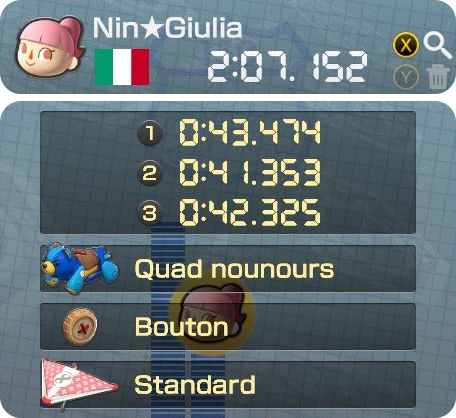 Nin★Giulia
X
2:07.152
Y
1 0:43.474
2 0:41.353
3 0:42.325
Quad nounours
Bouton
Standard